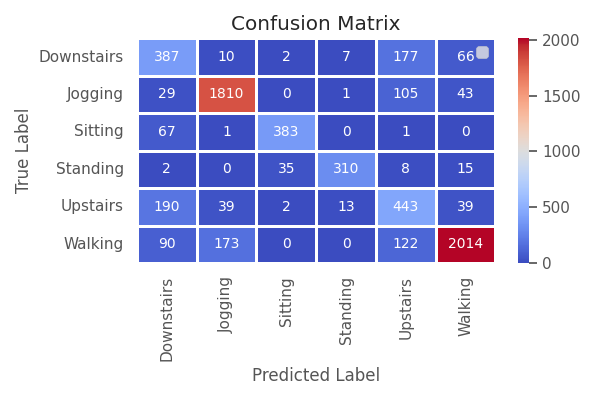 Confusion Matrix
True Label
Downstairs 387 10 2 7 177 66
Jogging 29 1810 0 1 105 43
Sitting 67 1 383 0 1 0
Standing 2 0 35 310 8 15
Upstairs 190 39 2 13 443 39
Walking 90 173 0 0 122 2014
Downstairs Jogging Sitting Standing Upstairs Walking
Predicted Label
2000
1500
1000
500
0